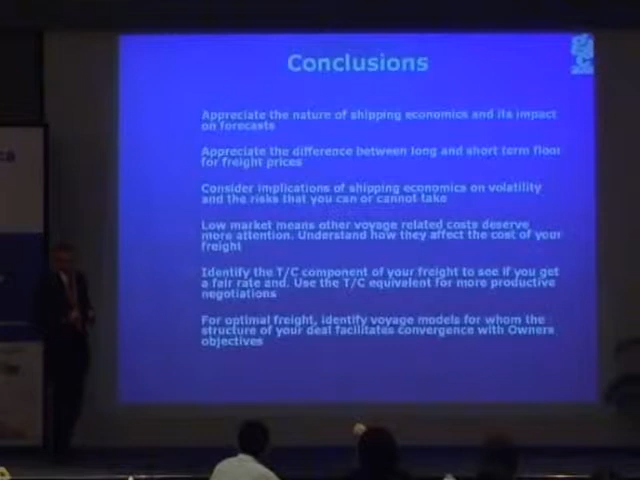 Conclusions
Appreciate the nature of shipping economics and its impact
on forecasts
Appreciate the difference between long and short term floor
for freight prices
Consider implications of shipping economics on volatility
and the risks that you can or cannot take
Low market means other voyage related costs deserve
more attention. Understand how they affect the cost of your
freight
Identify the T/C component of your freight to see if you get
a fair rate and. Use the T/C equivalent for more productive
negotiations
For optimal freight, identify voyage models for whom the
structure of your deal facilitates convergence with Owners
objectives